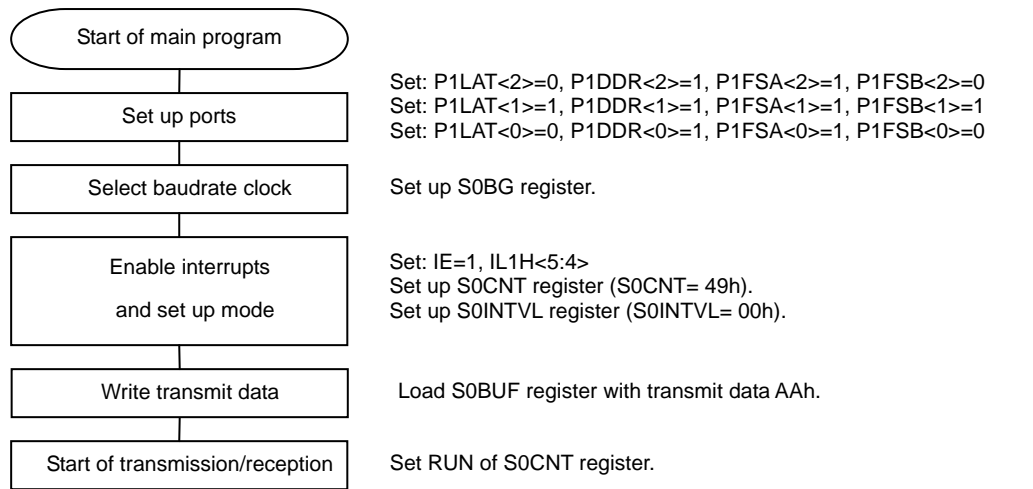 Start of main program
Set up ports
Set: P1LAT<2>=0, P1DDR<2>=1, P1FSA<2>=1, P1FSB<2>=0
Set: P1LAT<1>=1, P1DDR<1>=1, P1FSA<1>=1, P1FSB<1>=1
Set: P1LAT<0>=0, P1DDR<0>=1, P1FSA<0>=1, P1FSB<0>=0
Select baudrate clock
Set up S0BG register.
Enable interrupts
and set up mode
Set: IE=1, IL1H<5:4>
Set up S0CNT register (S0CNT= 49h).
Set up S0INTVL register (S0INTVL= 00h).
Write transmit data
Load S0BUF register with transmit data AAh.
Start of transmission/reception
Set RUN of S0CNT register.